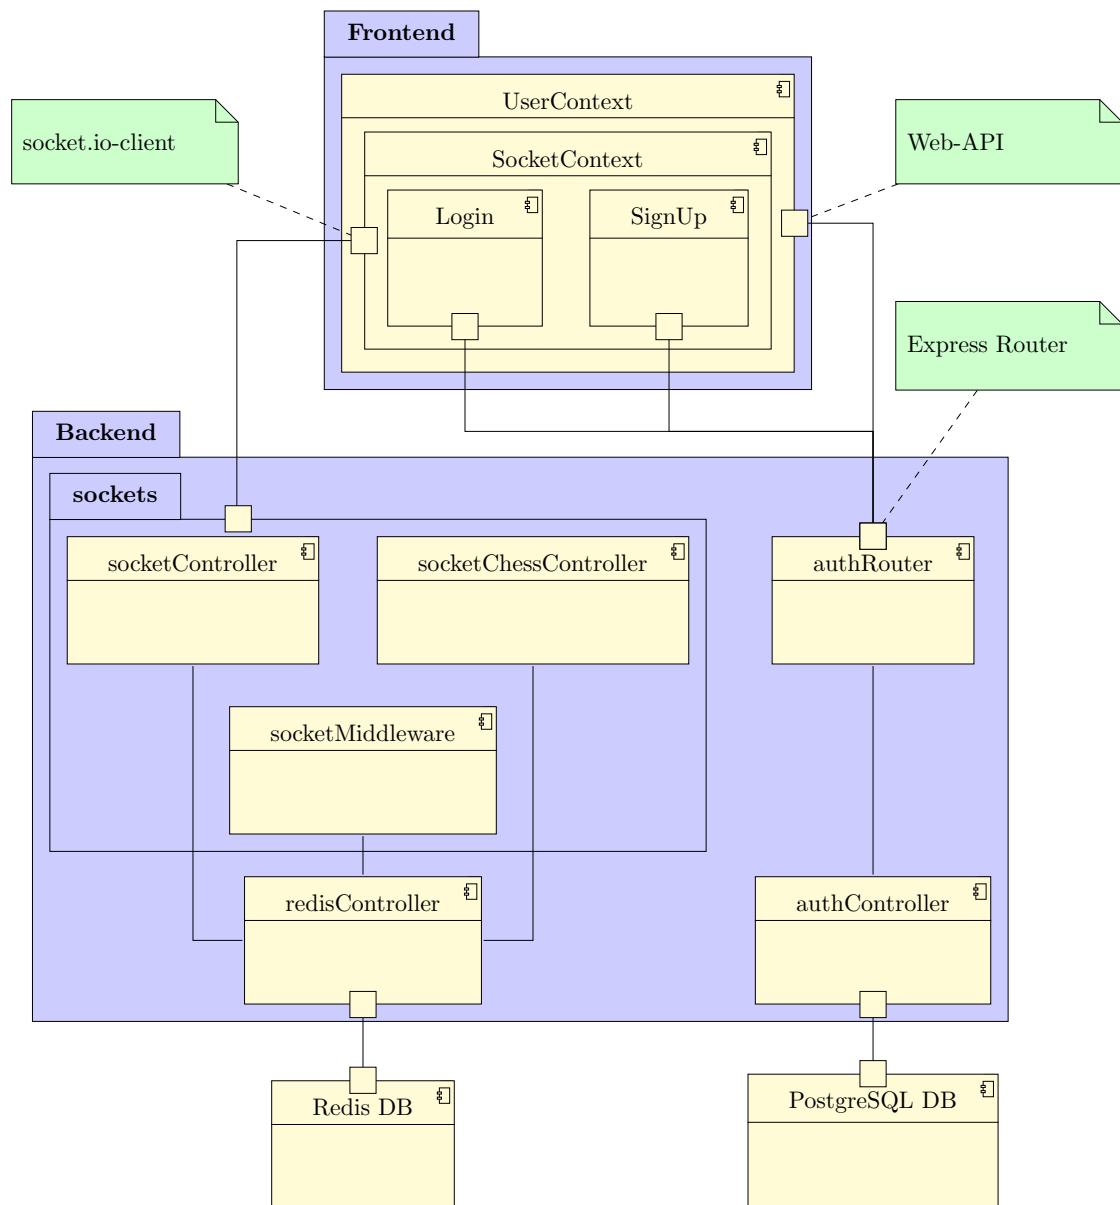 Frontend
UserContext
socket.io-client
Web-API
SocketContext
Login
SignUp
Express Router
Backend
sockets
socketController
socketChessController
authRouter
socketMiddleware
redisController
authController
Redis DB
PostgreSQL DB